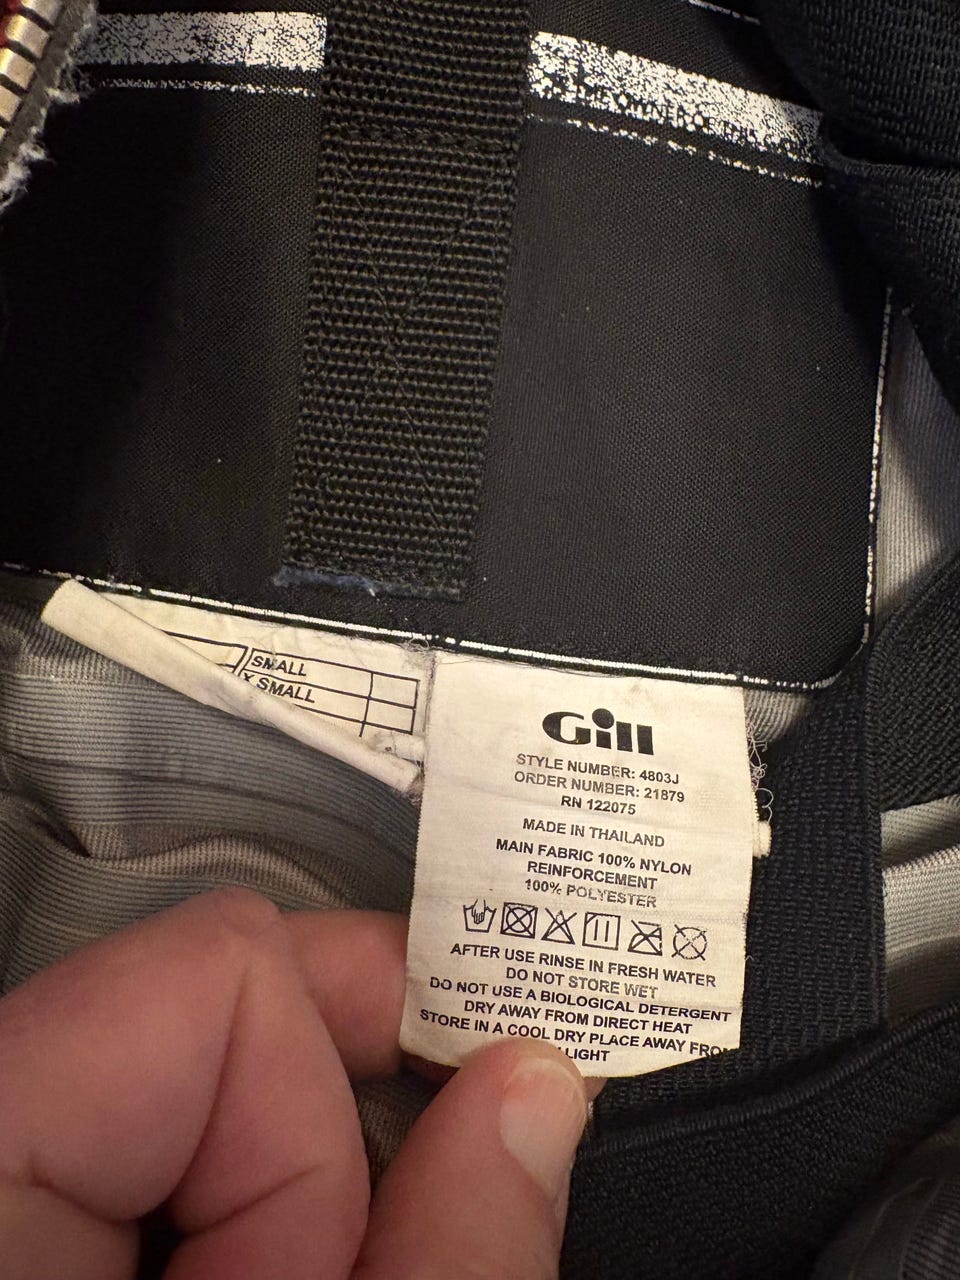 SMALL
X SMALL
Gill
STYLE NUMBER: 4803J
ORDER NUMBER: 21879
RN 122075
MADE IN THAILAND
MAIN FABRIC 100% NYLON
REINFORCEMENT
100% POLYESTER
AFTER USE RINSE IN FRESH WATER
DO NOT STORE WET
DO NOT USE A BIOLOGICAL DETERGENT
DRY AWAY FROM DIRECT HEAT
STORE IN A COOL DRY PLACE AWAY FROM
LIGHT